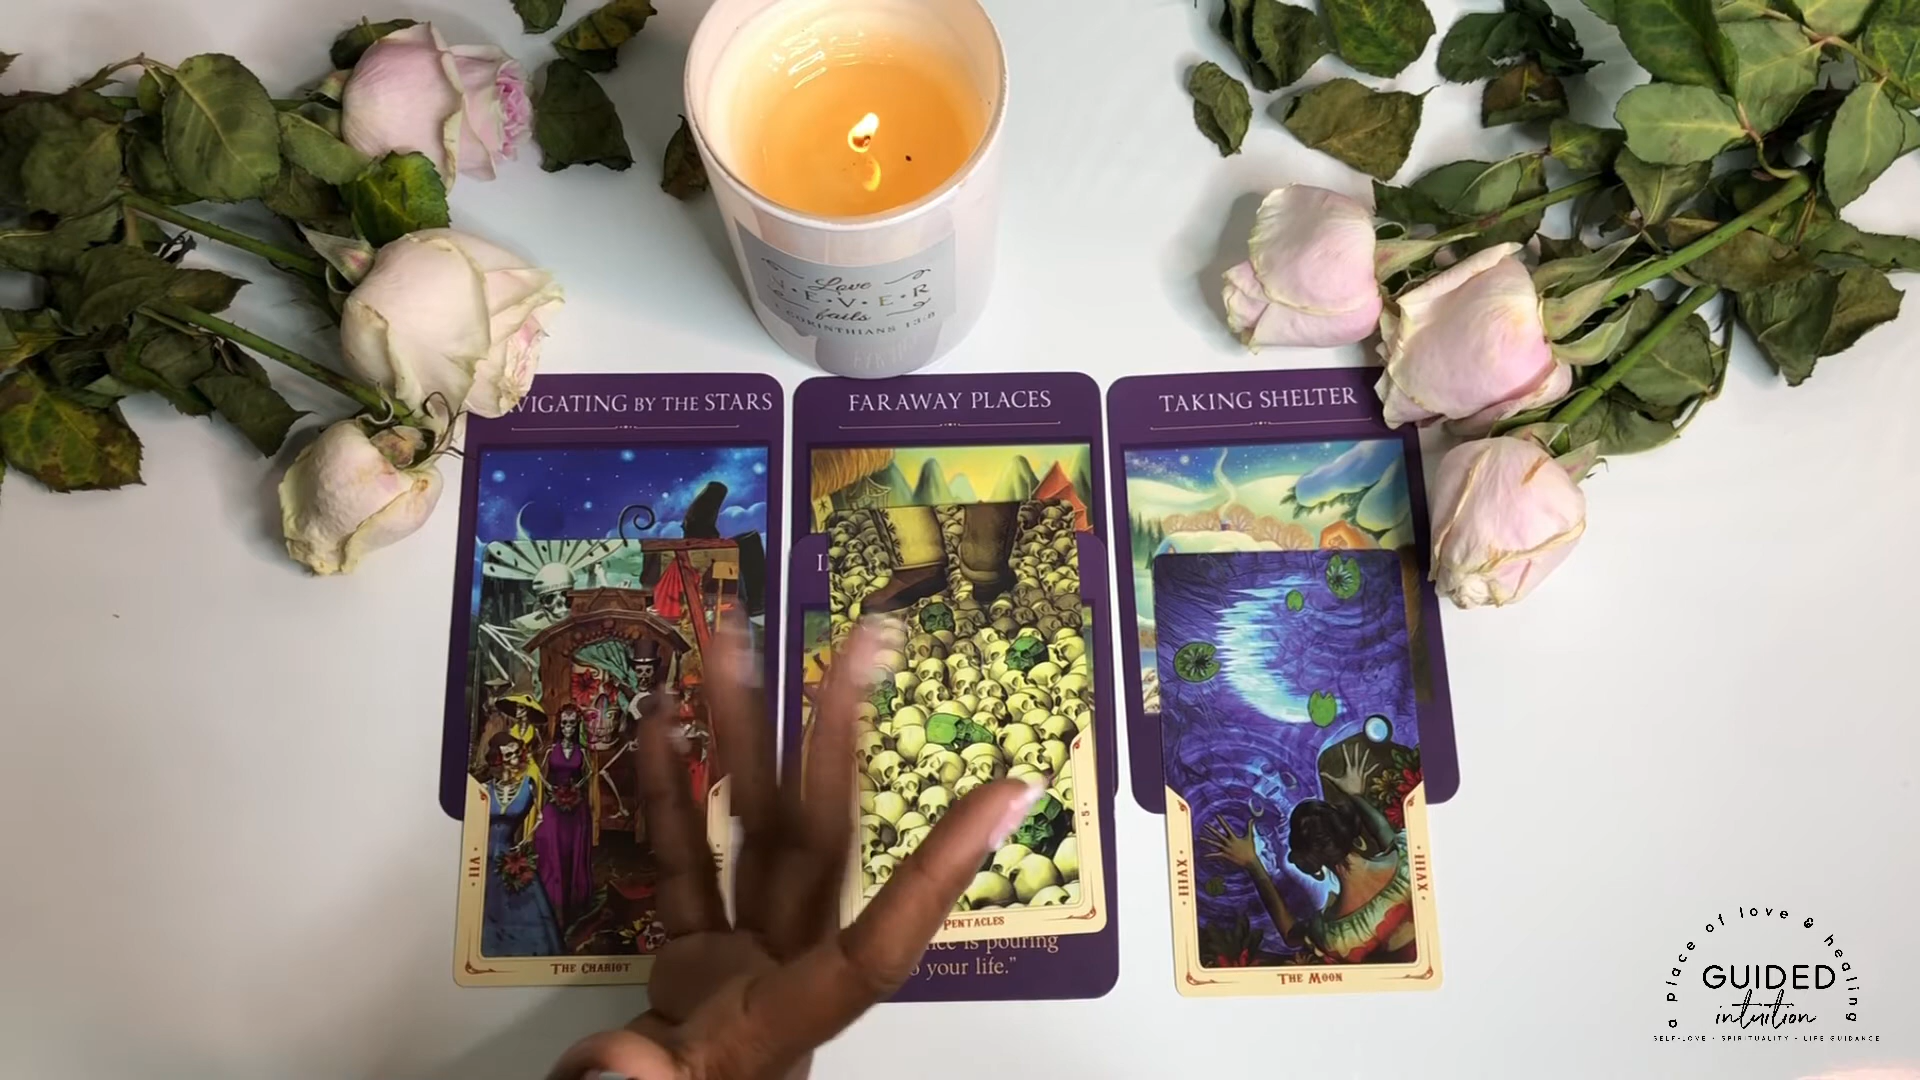 Love
N·E·V·E·R
fails
CORINTHIANS 13:8
VIGATING BY THE STARS
FARAWAY PLACES
TAKING SHELTER
VII
THE CHARIOT
5
PENTACLES
is pouring
your life."
XVIII
XVIII
THE MOON
a place of love & healing
GUIDED
intuition
SELF-LOVE · SPIRITUALITY · LIFE GUIDANCE